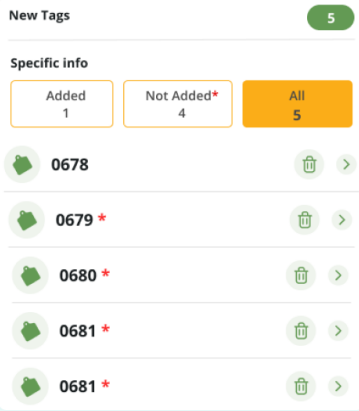 New Tags 5
Specific info
Added Not Added* All
1 4 5
0678
0679 *
0680 *
0681 *
0681 *